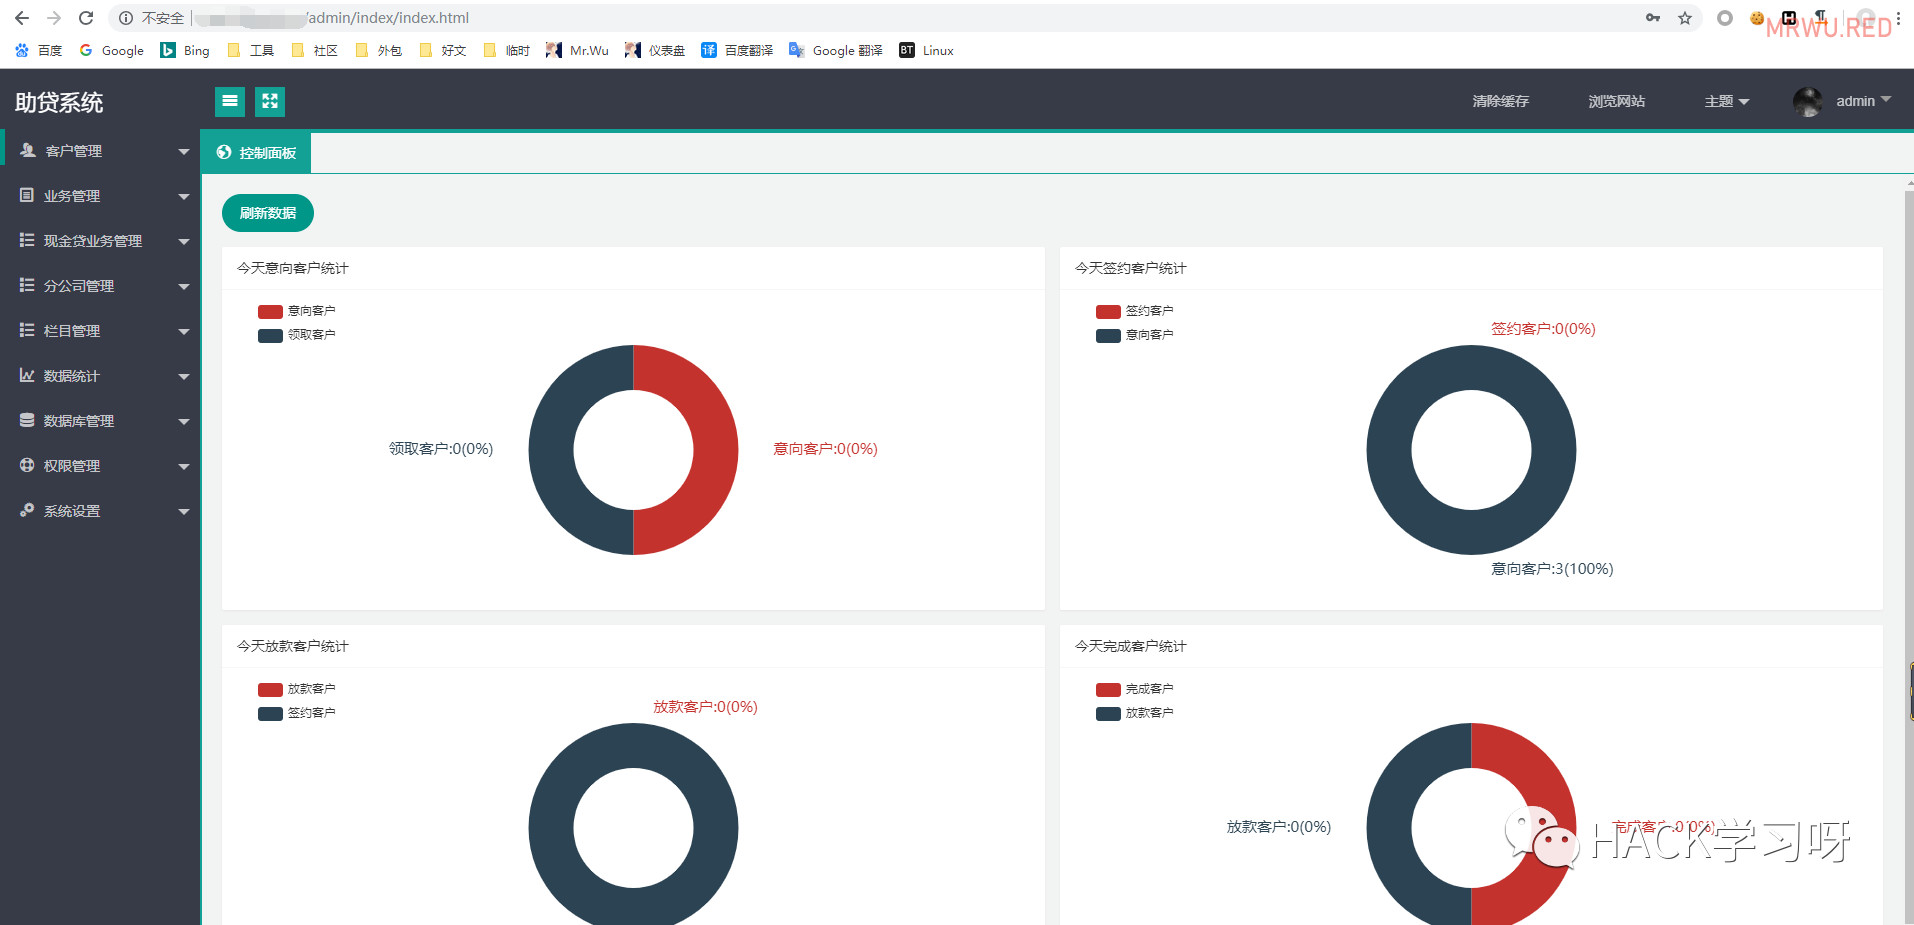 不安全 /admin/index/index.html
MRWU.RED
百度 Google Bing 工具 社区 外包 好文 临时 Mr.Wu 仪表盘 译 百度翻译 Google 翻译 BT Linux
助贷系统
清除缓存 浏览网站 主题 admin
客户管理
业务管理
现金贷业务管理
分公司管理
栏目管理
数据统计
数据库管理
权限管理
系统设置
控制面板
刷新数据
今天意向客户统计
意向客户
领取客户
领取客户:0(0%)
意向客户:0(0%)
今天签约客户统计
签约客户
意向客户
签约客户:0(0%)
意向客户:3(100%)
今天放款客户统计
放款客户
签约客户
放款客户:0(0%)
今天完成客户统计
完成客户
放款客户
放款客户:0(0%)
完成客户:0(0%)
HACK学习呀